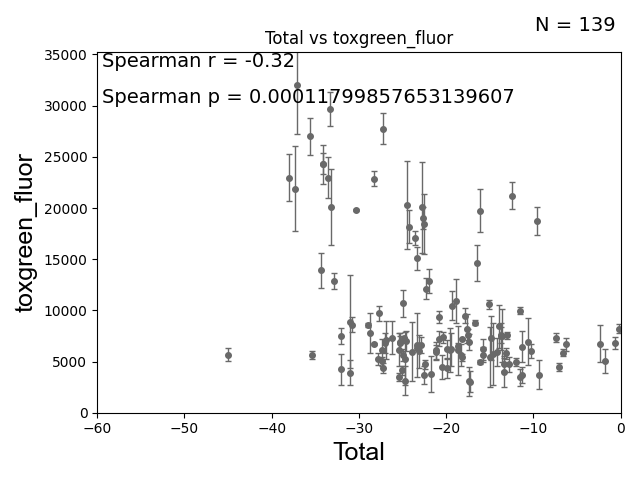 N = 139
Total vs toxgreen_fluor
Spearman r = -0.32
Spearman p = 0.00011799857653139607
35000
30000
25000
20000
15000
10000
5000
0
toxgreen_fluor
−60
−50
−40
−30
−20
−10
0
Total